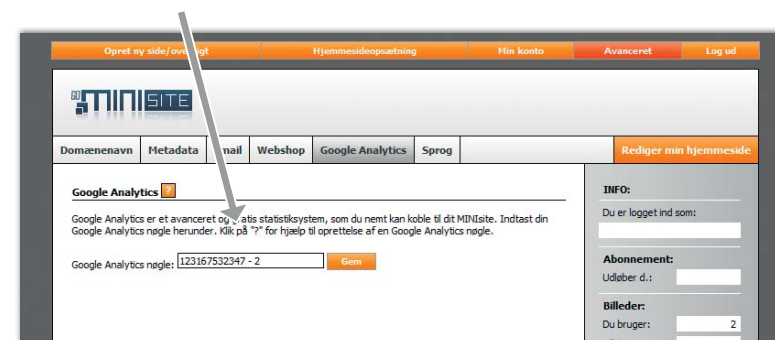 Opret ny side/oversigt Hjemmesideopsætning Min konto Avanceret Log ud
GO MINISITE
Domænenavn Metadata Email Webshop Google Analytics Sprog Rediger min hjemmeside
Google Analytics ?
Google Analytics er et avanceret og gratis statistiksystem, som du nemt kan koble til dit MINIsite. Indtast din
Google Analytics nøgle herunder. Klik på "?" for hjælp til oprettelse af en Google Analytics nøgle.
Google Analytics nøgle: 123167532347 - 2 Gem
INFO:
Du er logget ind som:
Abonnement:
Udløber d.:
Billeder:
Du bruger: 2